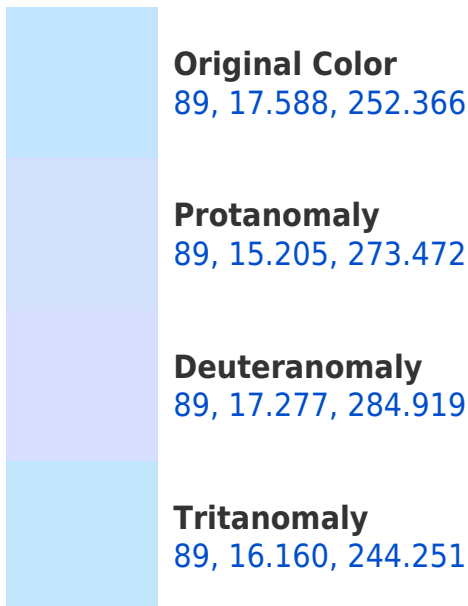 Original Color
89, 17.588, 252.366
Protanomaly
89, 15.205, 273.472
Deuteranomaly
89, 17.277, 284.919
Tritanomaly
89, 16.160, 244.251